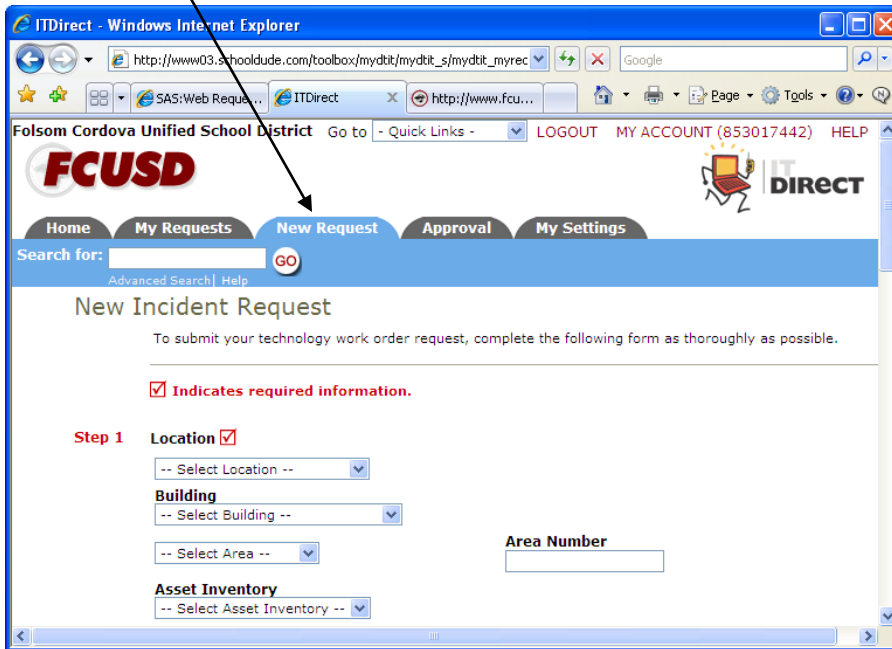 ITDirect - Windows Internet Explorer
http://www03.schooldude.com/toolbox/mydtit/mydtit_s/mydtit_myrec
Google
SAS:Web Reque... ITDirect X http://www.fcu... Page Tools
Folsom Cordova Unified School District Go to - Quick Links - LOGOUT MY ACCOUNT (853017442) HELP
FCUSD
IT DIRECT
Home My Requests New Request Approval My Settings
Search for: GO
Advanced Search| Help
New Incident Request
To submit your technology work order request, complete the following form as thoroughly as possible.
Indicates required information.
Step 1 Location
-- Select Location --
Building
-- Select Building --
-- Select Area -- Area Number
Asset Inventory
-- Select Asset Inventory --